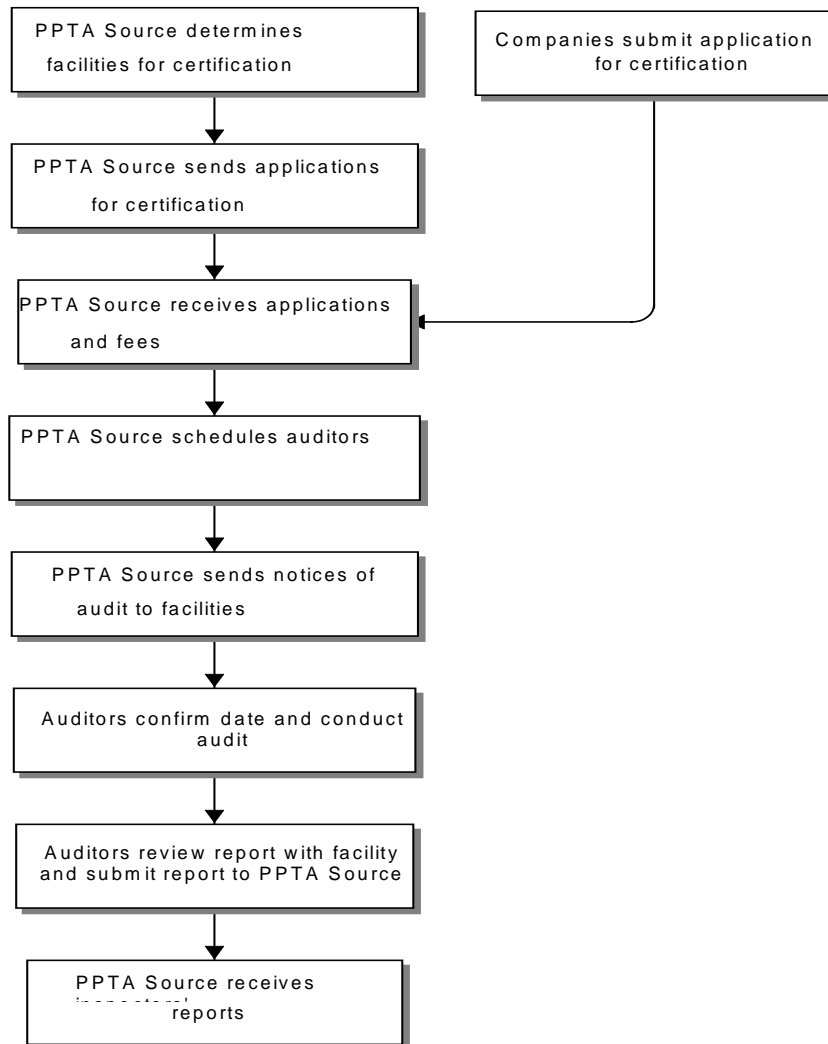 PPTA Source determines
facilities for certification
Companies submit application
for certification
PPTA Source sends applications
for certification
PPTA Source receives applications
and fees
PPTA Source schedules auditors
PPTA Source sends notices of
audit to facilities
Auditors confirm date and conduct
audit
Auditors review report with facility
and submit report to PPTA Source
PPTA Source receives
reports